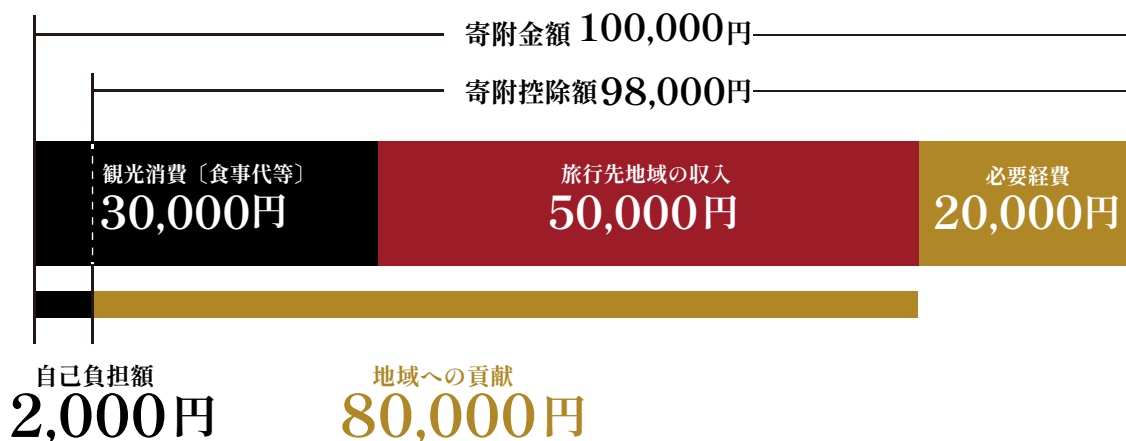 寄附金額 100,000円
寄附控除額98,000円
観光消費〔食事代等〕
30,000円
旅行先地域の収入
50,000円
必要経費
20,000円
自己負担額
2,000円
地域への貢献
80,000円